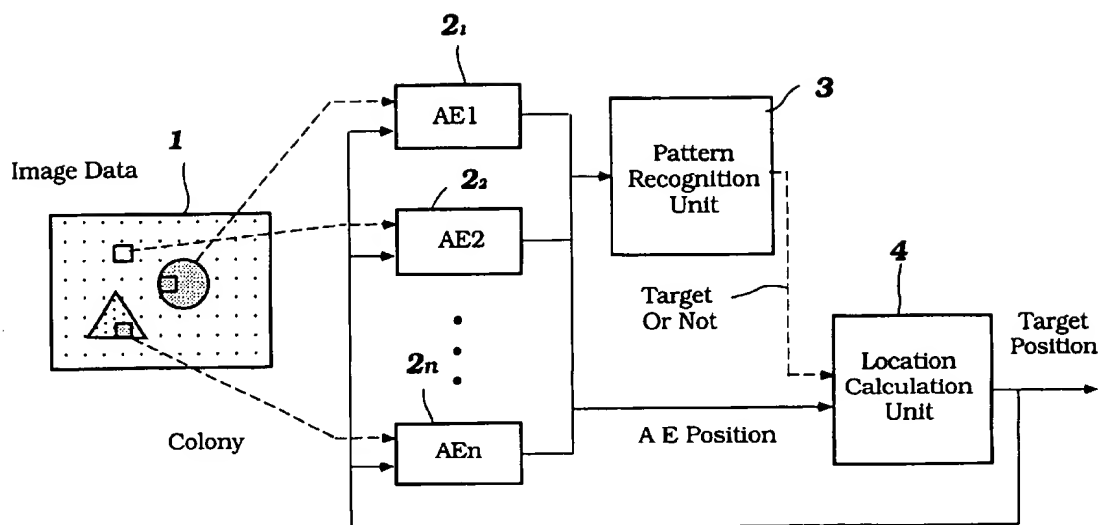 2₁
AE1
3
Pattern
Recognition
Unit
1
Image Data
2₂
AE2
4
Target
Or Not
Target
Position
Location
Calculation
Unit
2n
AEn
A E Position
Colony